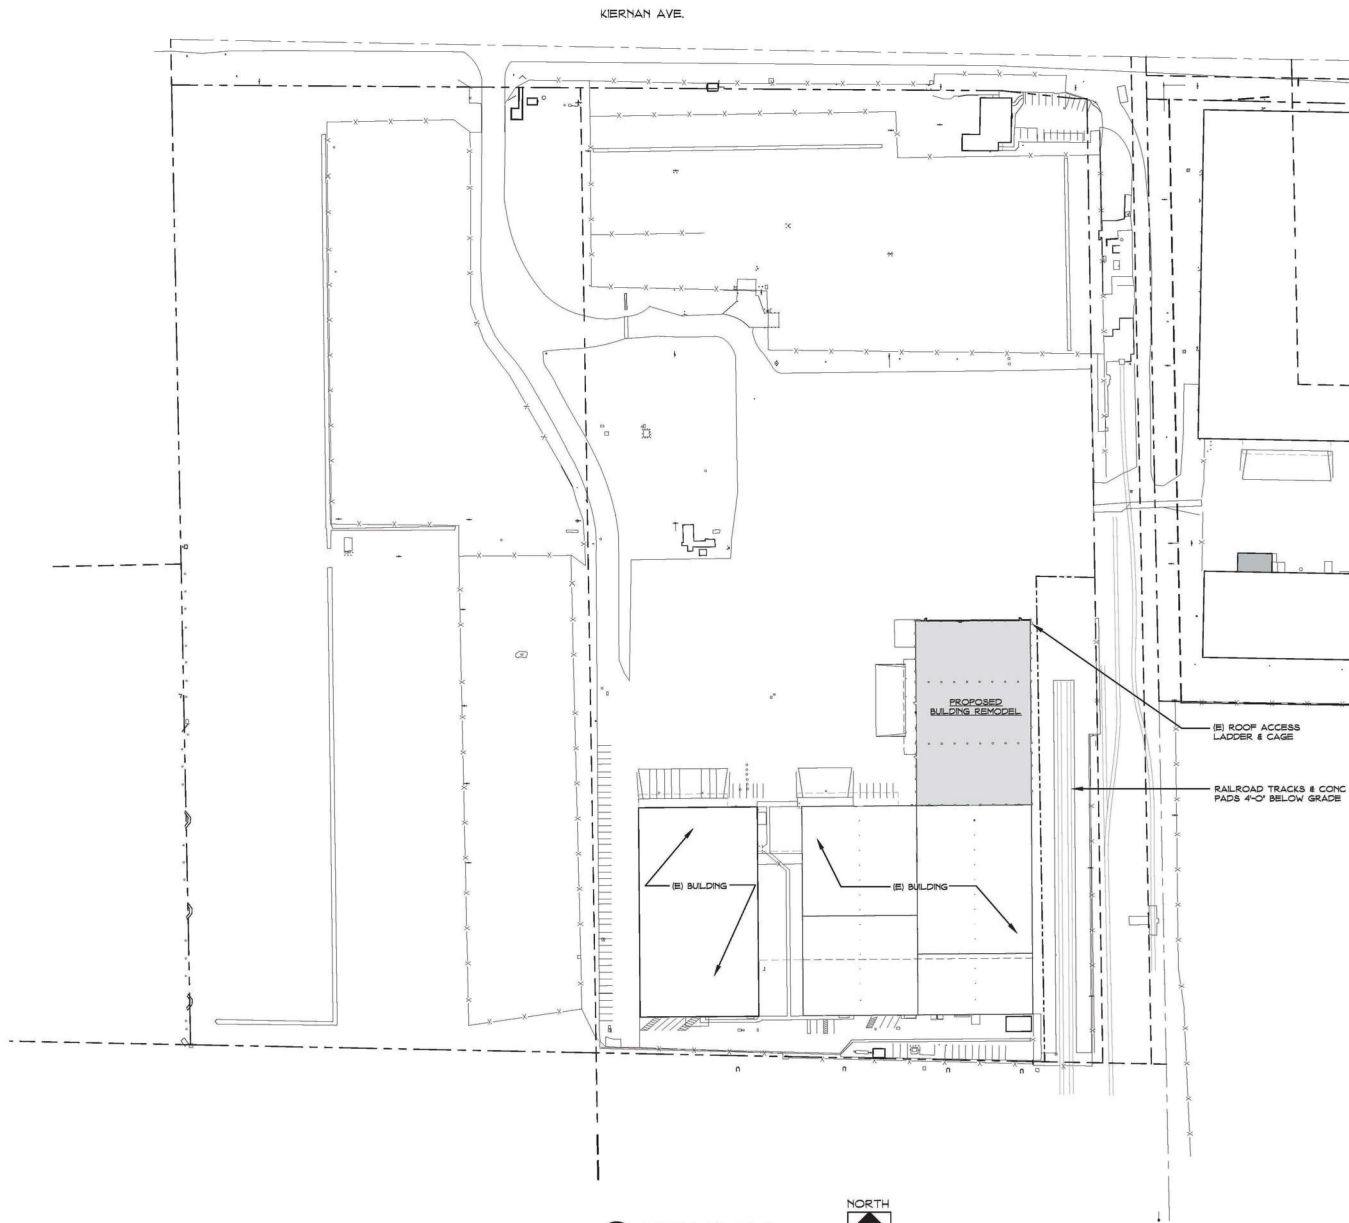 KIERNAN AVE.
PROPOSED
BUILDING REMODEL
(E) ROOF ACCESS
LADDER & CAGE
RAILROAD TRACKS & CONC
PADS 4'-0" BELOW GRADE
(E) BUILDING
(E) BUILDING
NORTH